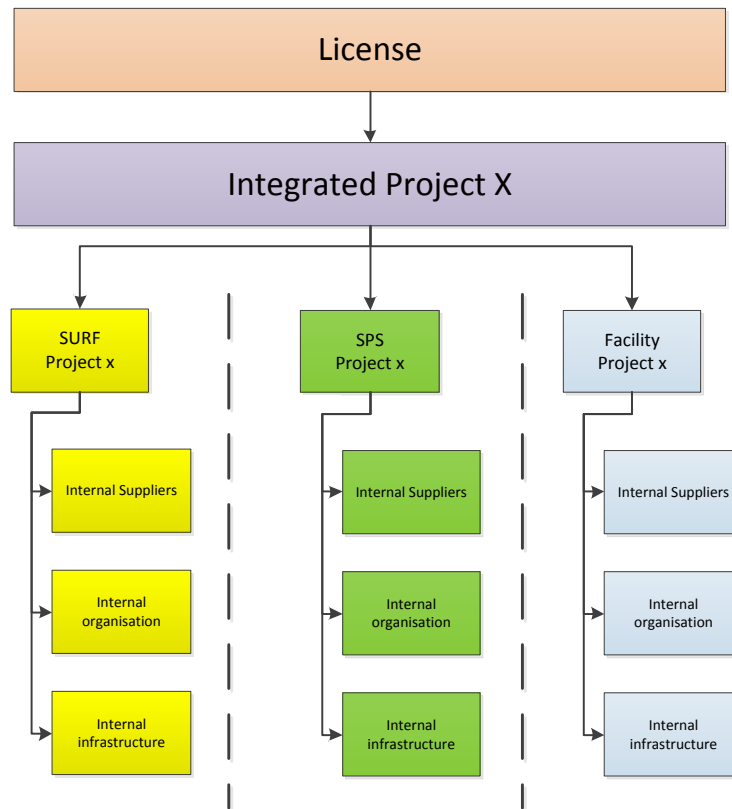 License
Integrated Project X
SURF
Project x
SPS
Project x
Facility
Project x
Internal Suppliers
Internal Suppliers
Internal Suppliers
Internal
organisation
Internal
organisation
Internal
organisation
Internal
infrastructure
Internal
infrastructure
Internal
infrastructure